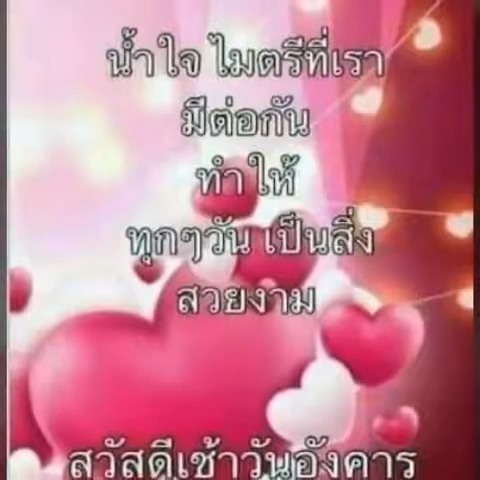 น้ำใจ ไมตรีที่เรา
มีต่อกัน
ทำให้
ทุกๆวัน เป็นสิ่ง
สวยงาม
สวัสดีเช้าวันอังคาร